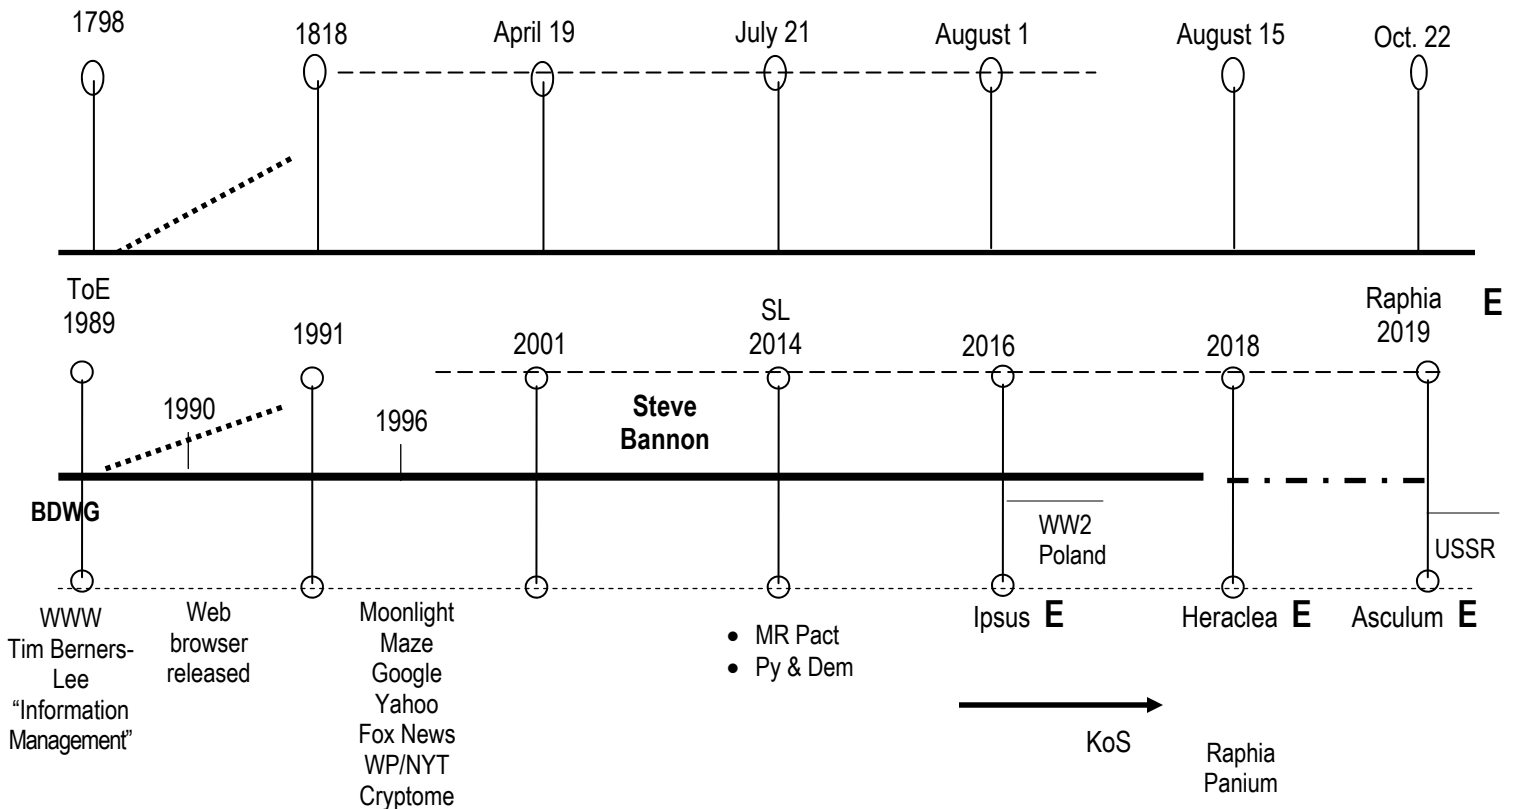 1798
1818
April 19
July 21
August 1
August 15
Oct. 22
ToE
1989
1991
2001
SL
2014
2016
2018
Raphia
2019
E
1990
1996
Steve
Bannon
BDWG
WW2
Poland
USSR
WWW
Tim Berners-
Lee
“Information
Management”
Web
browser
released
Moonlight
Maze
Google
Yahoo
Fox News
WP/NYT
Cryptome
• MR Pact
• Py & Dem
Ipsus E
Heraclea E
Asculum E
KoS
Raphia
Panium